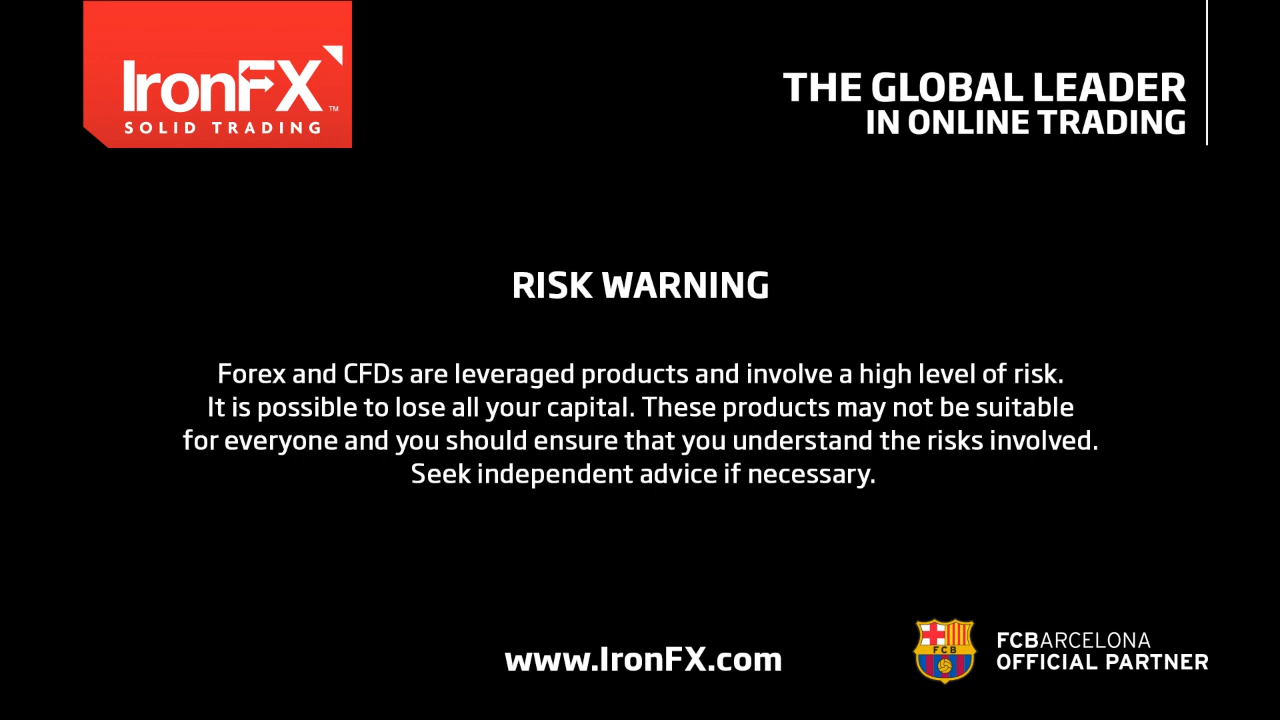 IronFX ™
SOLID TRADING
THE GLOBAL LEADER
IN ONLINE TRADING
RISK WARNING
Forex and CFDs are leveraged products and involve a high level of risk.
It is possible to lose all your capital. These products may not be suitable
for everyone and you should ensure that you understand the risks involved.
Seek independent advice if necessary.
www.IronFX.com
FCB
FCBARCELONA
OFFICIAL PARTNER